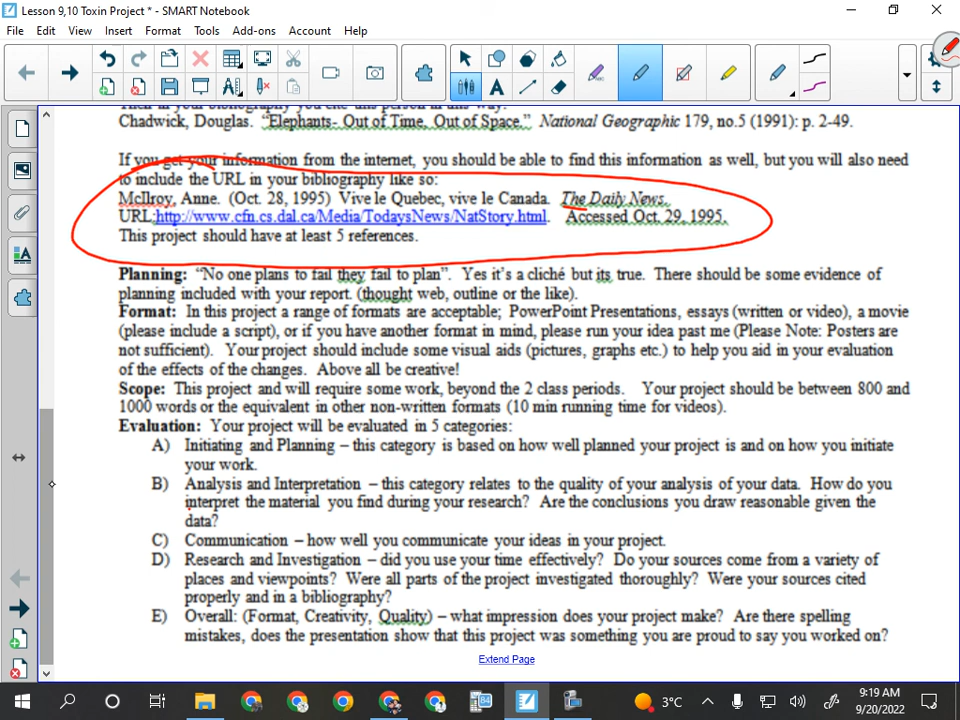 Lesson 9,10 Toxin Project * - SMART Notebook
File Edit View Insert Format Tools Add-ons Account Help
Chadwick, Douglas. "Elephants- Out of Time, Out of Space." National Geographic 179, no.5 (1991): p. 2-49.
If you get your information from the internet, you should be able to find this information as well, but you will also need
to include the URL in your bibliography like so:
McIlroy, Anne. (Oct. 28, 1995) Vive le Quebec, vive le Canada. The Daily News.
URL:http://www.cfn.cs.dal.ca/Media/TodaysNews/NatStory.html. Accessed Oct. 29, 1995.
This project should have at least 5 references.
Planning: "No one plans to fail they fail to plan". Yes it's a cliché but its true. There should be some evidence of
planning included with your report. (thought web, outline or the like).
Format: In this project a range of formats are acceptable; PowerPoint Presentations, essays (written or video), a movie
(please include a script), or if you have another format in mind, please run your idea past me (Please Note: Posters are
not sufficient). Your project should include some visual aids (pictures, graphs etc.) to help you aid in your evaluation
of the effects of the changes. Above all be creative!
Scope: This project and will require some work, beyond the 2 class periods. Your project should be between 800 and
1000 words or the equivalent in other non-written formats (10 min running time for videos).
Evaluation: Your project will be evaluated in 5 categories:
A) Initiating and Planning – this category is based on how well planned your project is and on how you initiate
your work.
B) Analysis and Interpretation – this category relates to the quality of your analysis of your data. How do you
interpret the material you find during your research? Are the conclusions you draw reasonable given the
data?
C) Communication – how well you communicate your ideas in your project.
D) Research and Investigation – did you use your time effectively? Do your sources come from a variety of
places and viewpoints? Were all parts of the project investigated thoroughly? Were your sources cited
properly and in a bibliography?
E) Overall: (Format, Creativity, Quality) – what impression does your project make? Are there spelling
mistakes, does the presentation show that this project was something you are proud to say you worked on?
Extend Page
3°C
9:19 AM
9/20/2022